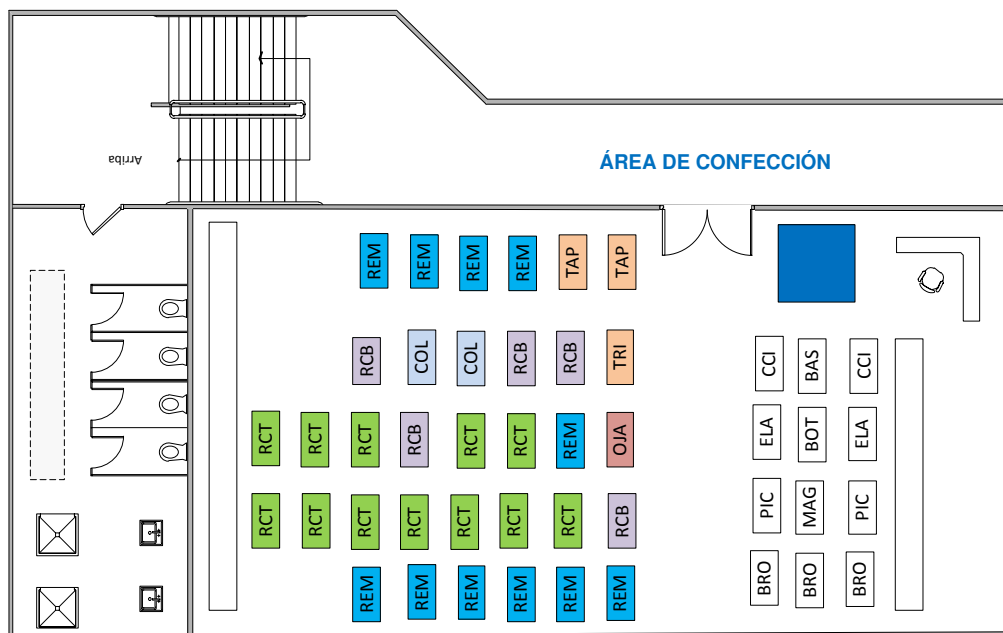 Arriba
ÁREA DE CONFECCIÓN
REM REM REM REM TAP TAP
RCB COL COL RCB RCB TRI CCI BAS CCI
RCT RCT RCT RCB RCT RCT REM OJA ELA BOT ELA
RCT RCT RCT RCT RCT RCT RCT RCB PIC MAG PIC
REM REM REM REM REM REM BRO BRO BRO